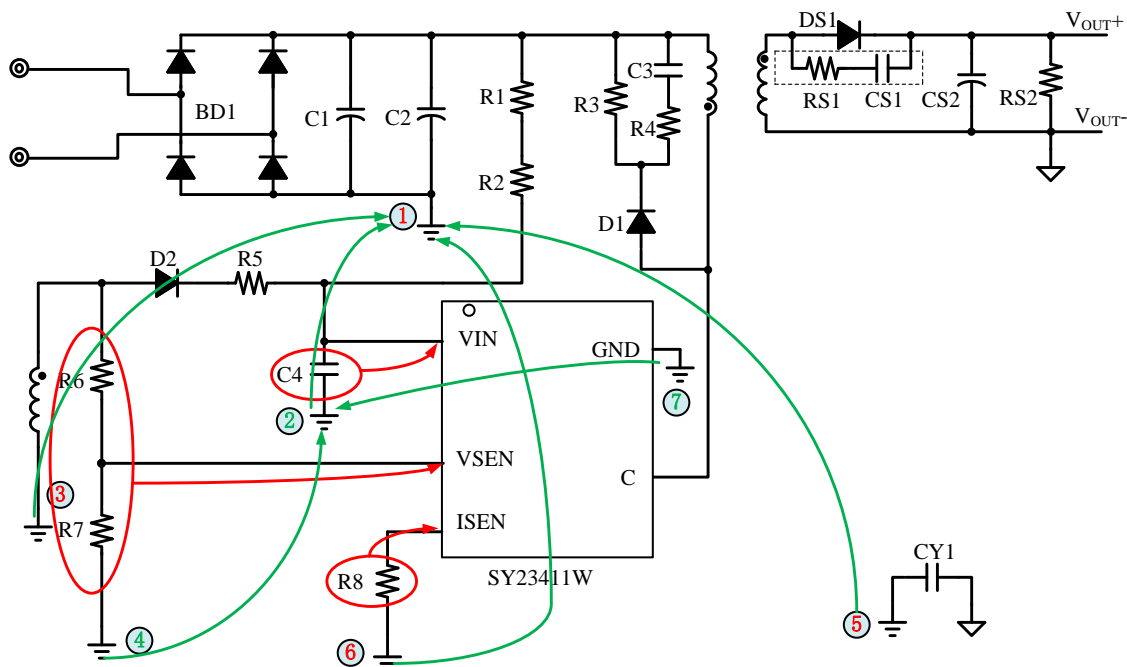 DS1
VOUT+
RS1
CS1
CS2
RS2
VOUT-
BD1
C1
C2
R1
R2
R3
C3
R4
D1
①
D2
R5
VIN
GND
C4
②
⑦
R6
VSEN
C
③
R7
ISEN
R8
SY23411W
CY1
④
⑥
⑤